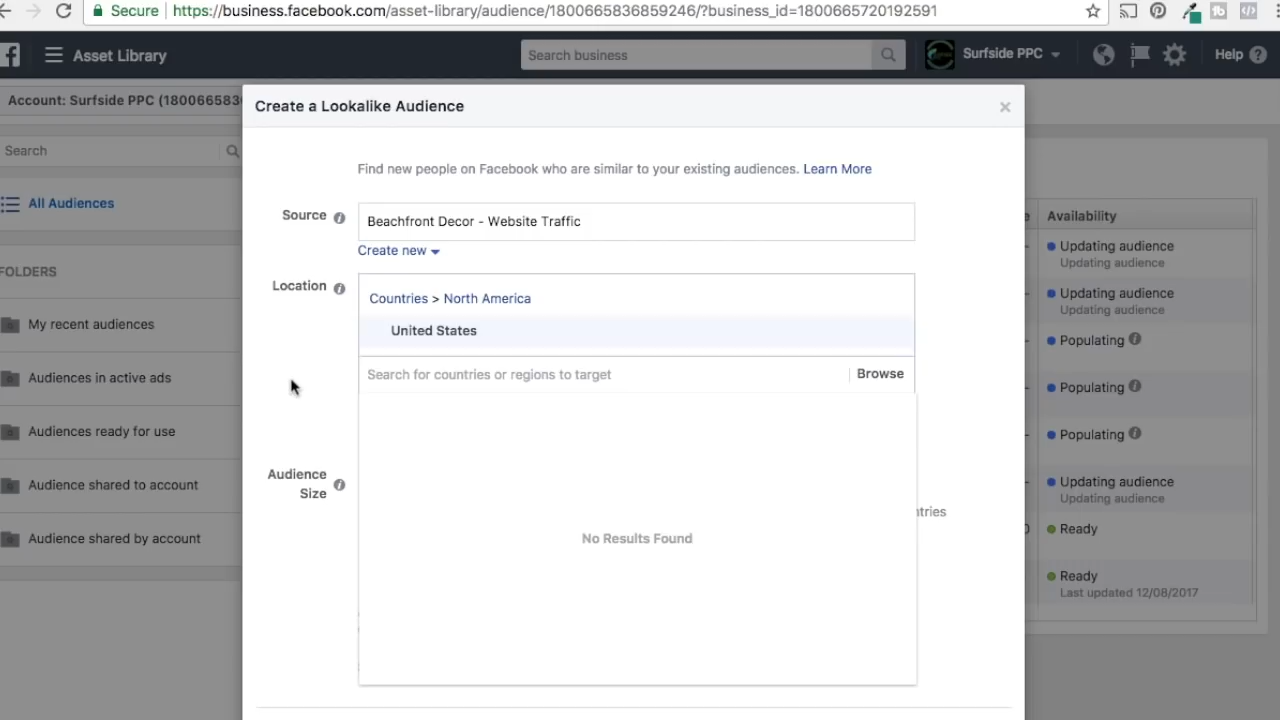 Secure https://business.facebook.com/asset-library/audience/1800665836859246/?business_id=1800665720192591
Asset Library
Search business
Surfside PPC
Help
Account: Surfside PPC (18006658
Search
All Audiences
FOLDERS
My recent audiences
Audiences in active ads
Audiences ready for use
Audience shared to account
Audience shared by account
Create a Lookalike Audience
Find new people on Facebook who are similar to your existing audiences. Learn More
Source
Beachfront Decor - Website Traffic
Create new
Location
Countries > North America
United States
Search for countries or regions to target
Browse
Audience
Size
No Results Found
ntries
Availability
Updating audience
Updating audience
Updating audience
Updating audience
Populating
Populating
Populating
Updating audience
Updating audience
Ready
Ready
Last updated 12/08/2017